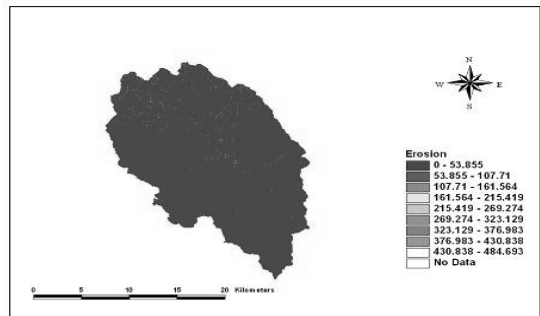 N
W E
S
Erosion
0 - 53.855
53.855 - 107.71
107.71 - 161.564
161.564 - 215.419
215.419 - 269.274
269.274 - 323.129
323.129 - 376.983
376.983 - 430.838
430.838 - 484.693
No Data
0 5 10 15 20 Kilometers